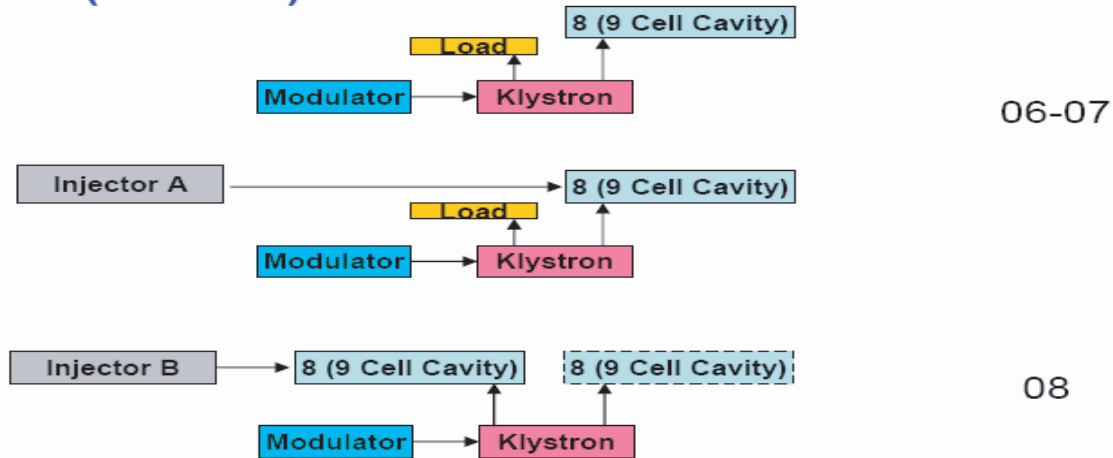 8 (9 Cell Cavity)
Load
Modulator
Klystron
06-07
Injector A
8 (9 Cell Cavity)
Load
Modulator
Klystron
Injector B
8 (9 Cell Cavity)
8 (9 Cell Cavity)
08
Modulator
Klystron